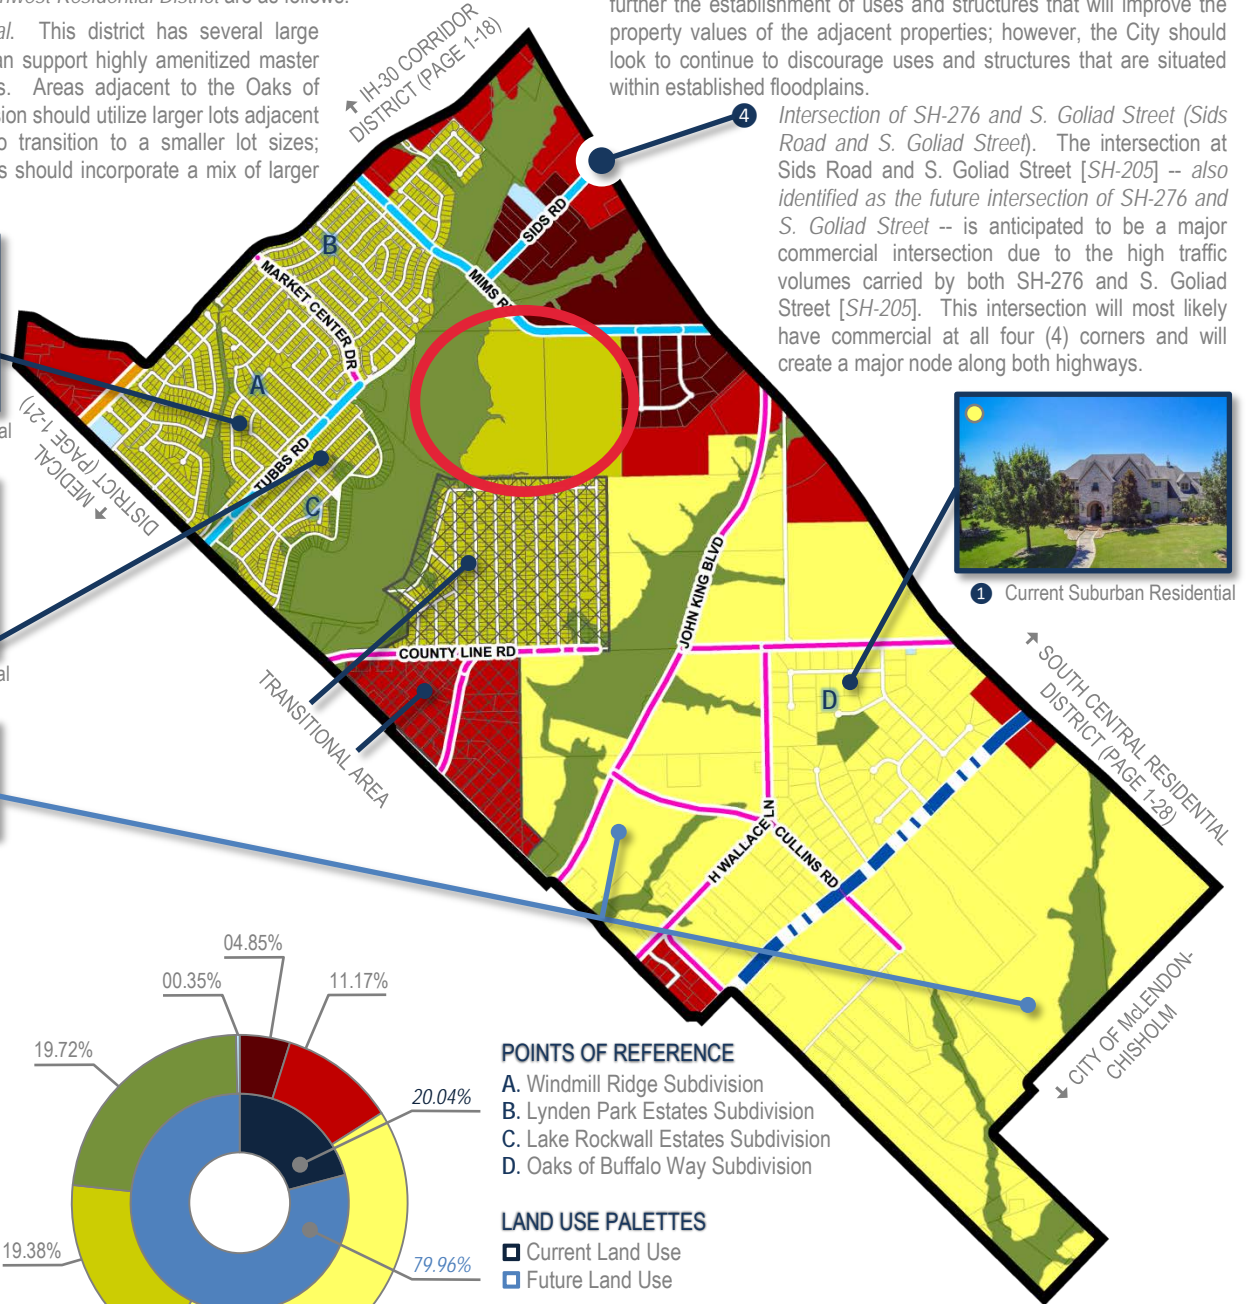 nwest Residential District are as follows:
al. This district has several large
an support highly amenitized master
s. Areas adjacent to the Oaks of
sion should utilize larger lots adjacent
o transition to a smaller lot sizes;
s should incorporate a mix of larger
further the establishment of uses and structures that will improve the
property values of the adjacent properties; however, the City should
look to continue to discourage uses and structures that are situated
within established floodplains.
4
Intersection of SH-276 and S. Goliad Street (Sids
Road and S. Goliad Street). The intersection at
Sids Road and S. Goliad Street [SH-205] -- also
identified as the future intersection of SH-276 and
S. Goliad Street -- is anticipated to be a major
commercial intersection due to the high traffic
volumes carried by both SH-276 and S. Goliad
Street [SH-205]. This intersection will most likely
have commercial at all four (4) corners and will
create a major node along both highways.
IH-30 CORRIDOR
DISTRICT (PAGE 1-18)
SIDS RD
B
MARKET CENTER DR
MIMS R
A
al
MEDICAL
DISTRICT (PAGE 1-21)
TUBBS RD
C
1 Current Suburban Residential
JOHN KING BLVD
COUNTY LINE RD
al
TRANSITIONAL AREA
D
SOUTH CENTRAL RESIDENTIAL
DISTRICT (PAGE 1-28)
H WALLACE LN
CULLINS RD
CITY OF McLENDON-
CHISHOLM
04.85%
00.35%
11.17%
19.72%
20.04%
19.38%
79.96%
POINTS OF REFERENCE
A. Windmill Ridge Subdivision
B. Lynden Park Estates Subdivision
C. Lake Rockwall Estates Subdivision
D. Oaks of Buffalo Way Subdivision
LAND USE PALETTES
Current Land Use
Future Land Use